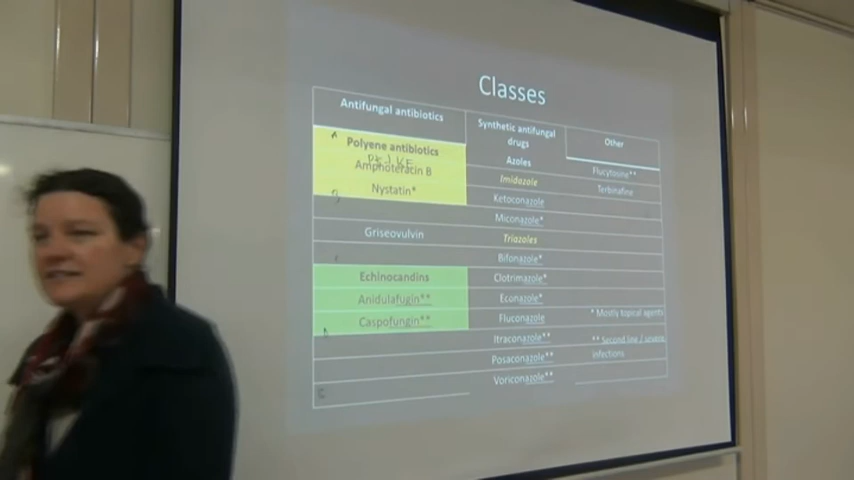 Classes
Antifungal antibiotics
Polyene antibiotics
Amphoteracin B
Nystatin*
Griseovulvin
Echinocandins
Anidulafugin**
Caspofungin**
Synthetic antifungal
drugs
Azoles
Imidazole
Ketoconazole
Miconazole*
Triazoles
Bifonazole*
Clotrimazole*
Econazole*
Fluconazole
Itraconazole**
Posaconazole**
Voriconazole**
Other
Flucytosine**
Terbinafine
* Mostly topical agents
** Second line / severe
infections